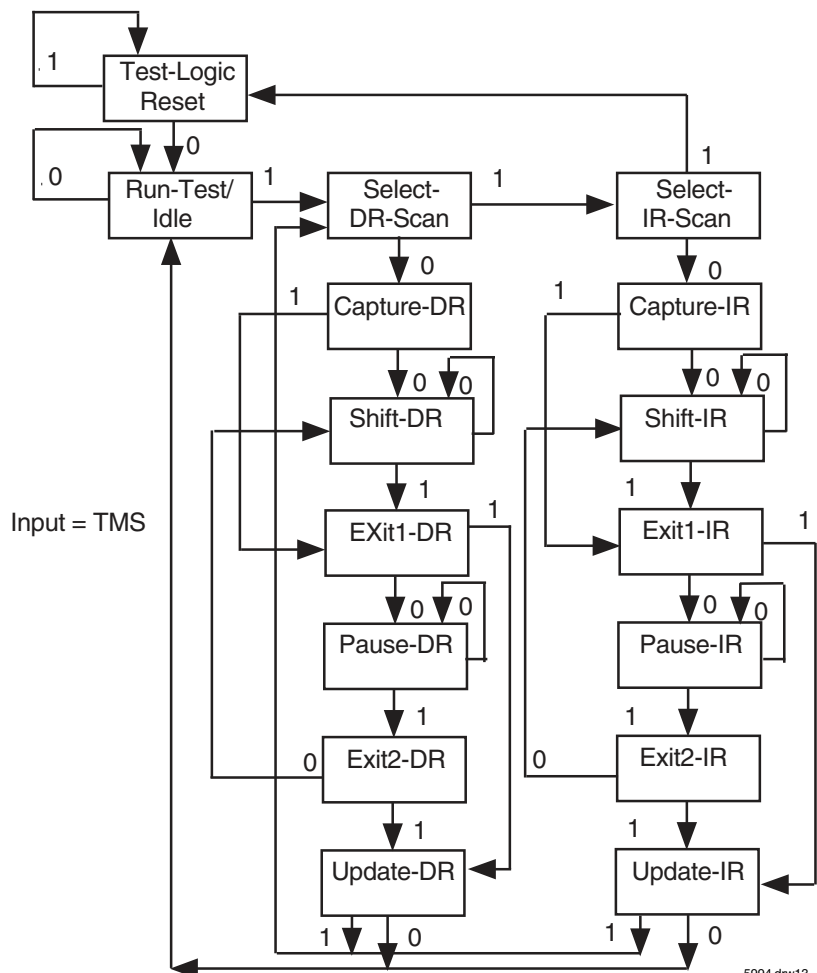 .1
Test-Logic
Reset
0
.0
Run-Test/
Idle
1
Select-
DR-Scan
1
Select-
IR-Scan
1
0
0
1
Capture-DR
1
Capture-IR
0
0
0
0
Shift-DR
Shift-IR
1
1
Input = TMS
EXit1-DR
1
Exit1-IR
1
0
0
0
0
Pause-DR
Pause-IR
1
1
0
Exit2-DR
0
Exit2-IR
1
1
Update-DR
Update-IR
1
0
1
0